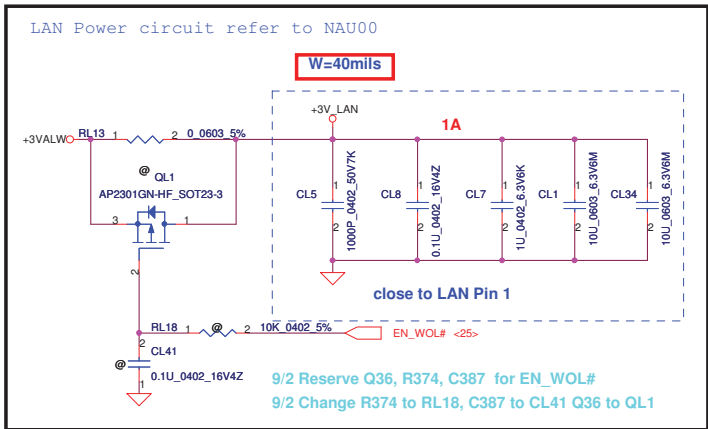 LAN Power circuit refer to NAU00
W=40mils
+3V_LAN
1A
+3VALW
RL13 1 2 0_0603_5%
@ QL1
AP2301GN-HF_SOT23-3
3 1
2
CL5 1 2 1000P_0402_50V7K
CL8 1 2 0.1U_0402_16V4Z
CL7 1 2 1U_0402_6.3V6K
CL1 1 2 10U_0603_6.3V6M
CL34 1 2 10U_0603_6.3V6M
close to LAN Pin 1
RL18 1 @ 2 10K_0402_5%
EN_WOL# <25>
2
@ CL41
1 0.1U_0402_16V4Z
9/2 Reserve Q36, R374, C387 for EN_WOL#
9/2 Change R374 to RL18, C387 to CL41 Q36 to QL1